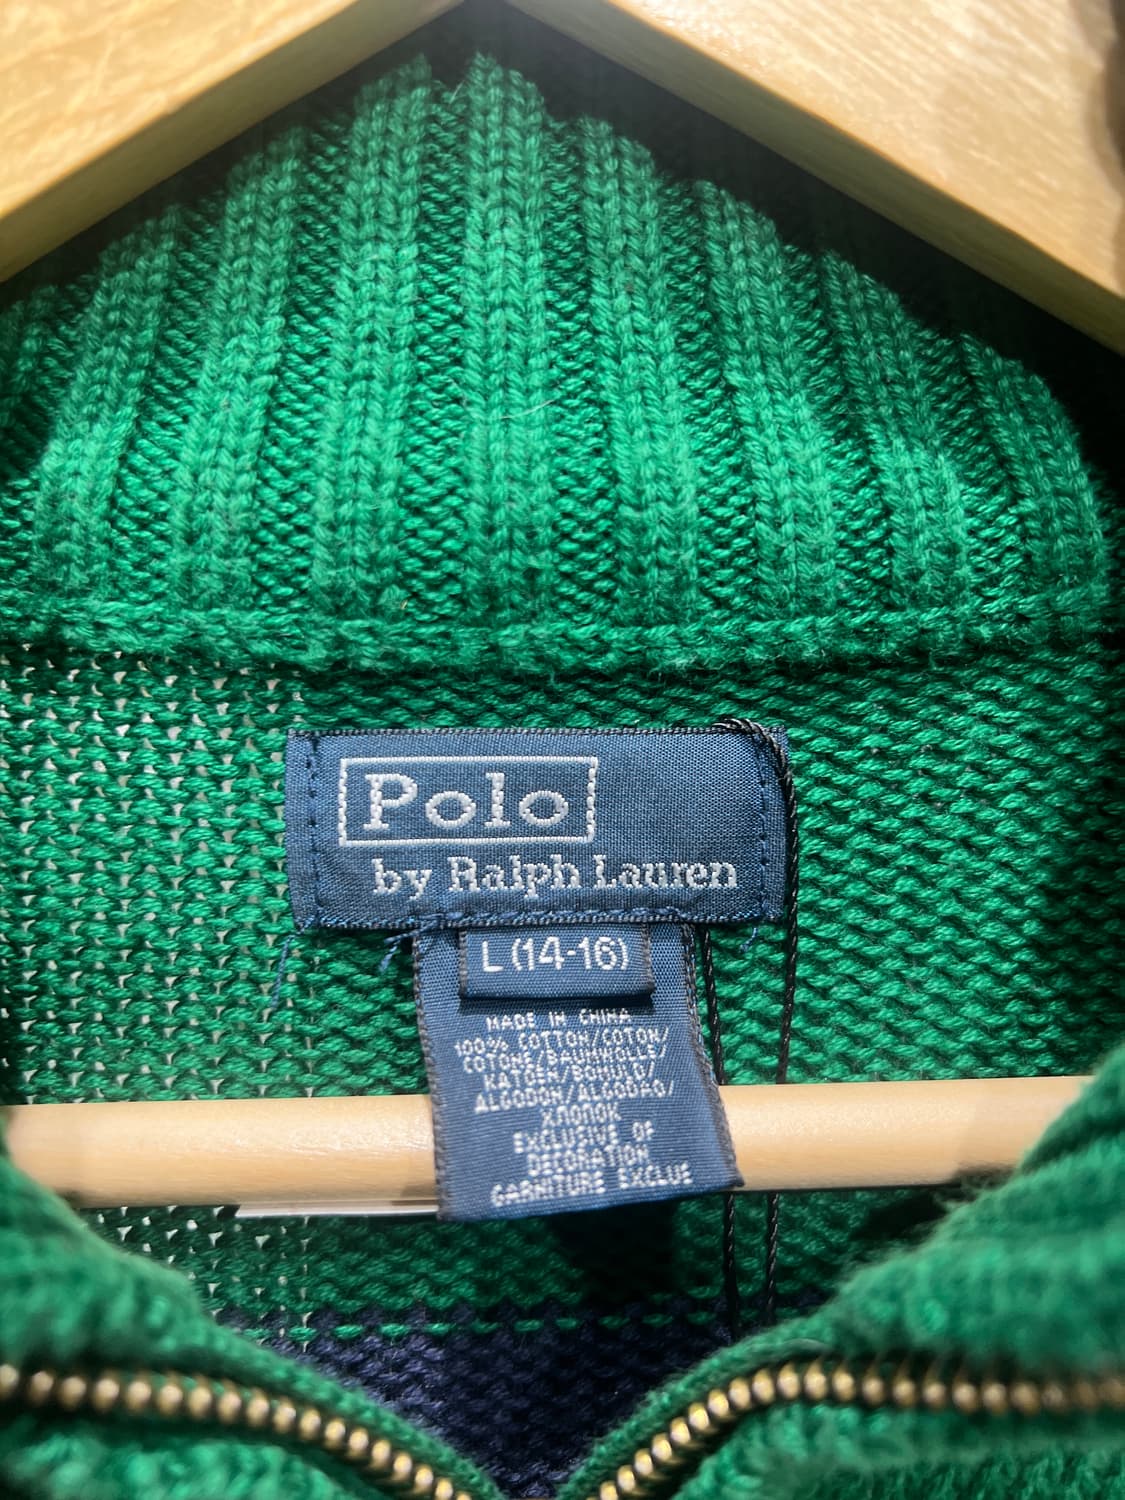 Polo
by Ralph Lauren
L (14-16)
MADE IN CHINA
100% COTTON/COTON/
COTONE/BAUMWOLLE/
KATOEN/BOMULD/
ALGODON/ALGODAO/
ХЛОПОК
EXCLUSIVE OF
DECORATION
GARNITURE EXCLUE